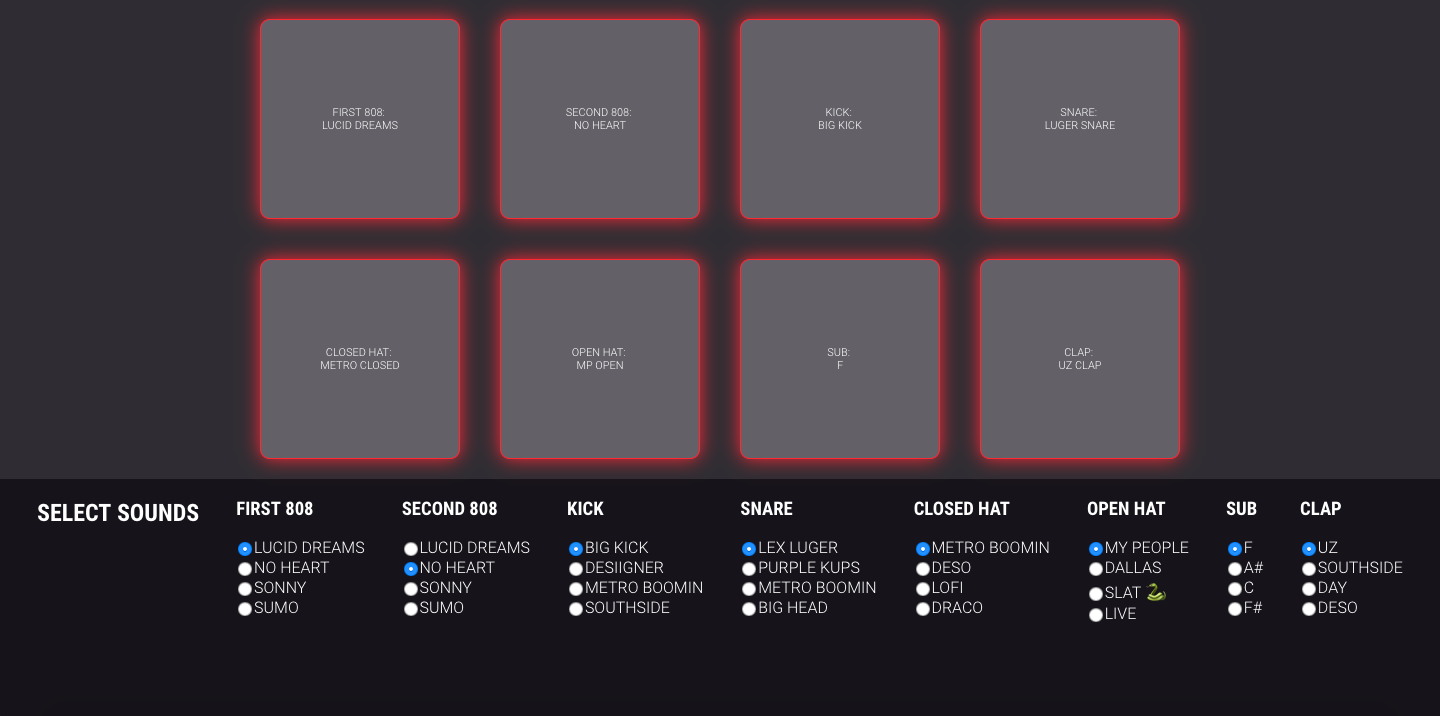 FIRST 808:
LUCID DREAMS
SECOND 808:
NO HEART
KICK:
BIG KICK
SNARE:
LUGER SNARE
CLOSED HAT:
METRO CLOSED
OPEN HAT:
MP OPEN
SUB:
F
CLAP:
UZ CLAP
SELECT SOUNDS
FIRST 808
LUCID DREAMS
NO HEART
SONNY
SUMO
SECOND 808
LUCID DREAMS
NO HEART
SONNY
SUMO
KICK
BIG KICK
DESIIGNER
METRO BOOMIN
SOUTHSIDE
SNARE
LEX LUGER
PURPLE KUPS
METRO BOOMIN
BIG HEAD
CLOSED HAT
METRO BOOMIN
DESO
LOFI
DRACO
OPEN HAT
MY PEOPLE
DALLAS
SLAT 🐍
LIVE
SUB
F
A#
C
F#
CLAP
UZ
SOUTHSIDE
DAY
DESO